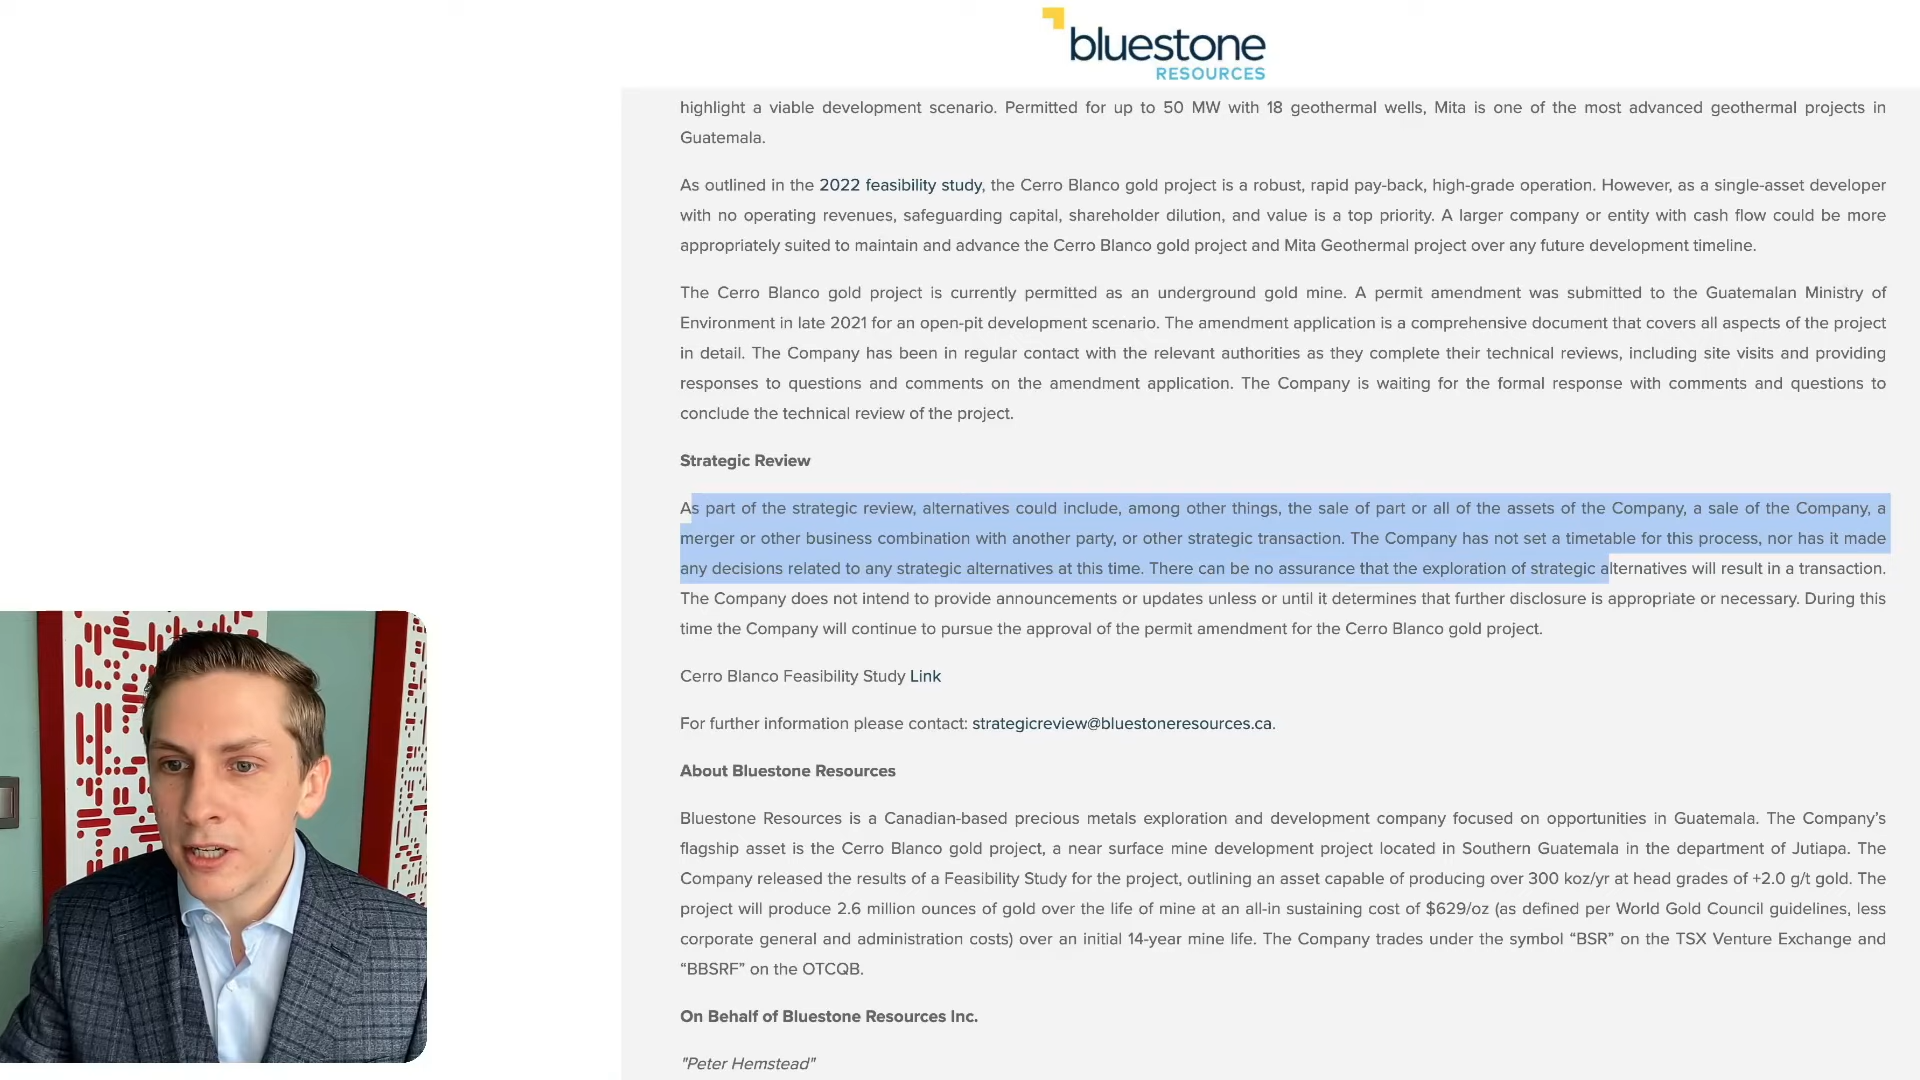 bluestone
RESOURCES
highlight a viable development scenario. Permitted for up to 50 MW with 18 geothermal wells, Mita is one of the most advanced geothermal projects in
Guatemala.
As outlined in the 2022 feasibility study, the Cerro Blanco gold project is a robust, rapid pay-back, high-grade operation. However, as a single-asset developer
with no operating revenues, safeguarding capital, shareholder dilution, and value is a top priority. A larger company or entity with cash flow could be more
appropriately suited to maintain and advance the Cerro Blanco gold project and Mita Geothermal project over any future development timeline.
The Cerro Blanco gold project is currently permitted as an underground gold mine. A permit amendment was submitted to the Guatemalan Ministry of
Environment in late 2021 for an open-pit development scenario. The amendment application is a comprehensive document that covers all aspects of the project
in detail. The Company has been in regular contact with the relevant authorities as they complete their technical reviews, including site visits and providing
responses to questions and comments on the amendment application. The Company is waiting for the formal response with comments and questions to
conclude the technical review of the project.
Strategic Review
As part of the strategic review, alternatives could include, among other things, the sale of part or all of the assets of the Company, a sale of the Company, a
merger or other business combination with another party, or other strategic transaction. The Company has not set a timetable for this process, nor has it made
any decisions related to any strategic alternatives at this time. There can be no assurance that the exploration of strategic alternatives will result in a transaction.
The Company does not intend to provide announcements or updates unless or until it determines that further disclosure is appropriate or necessary. During this
time the Company will continue to pursue the approval of the permit amendment for the Cerro Blanco gold project.
Cerro Blanco Feasibility Study Link
For further information please contact: strategicreview@bluestoneresources.ca.
About Bluestone Resources
Bluestone Resources is a Canadian-based precious metals exploration and development company focused on opportunities in Guatemala. The Company’s
flagship asset is the Cerro Blanco gold project, a near surface mine development project located in Southern Guatemala in the department of Jutiapa. The
Company released the results of a Feasibility Study for the project, outlining an asset capable of producing over 300 koz/yr at head grades of +2.0 g/t gold. The
project will produce 2.6 million ounces of gold over the life of mine at an all-in sustaining cost of $629/oz (as defined per World Gold Council guidelines, less
corporate general and administration costs) over an initial 14-year mine life. The Company trades under the symbol “BSR” on the TSX Venture Exchange and
“BBSRF” on the OTCQB.
On Behalf of Bluestone Resources Inc.
"Peter Hemstead"